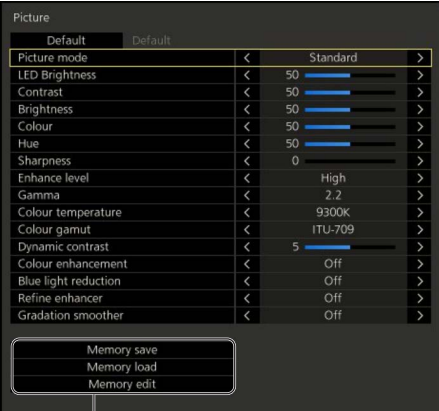 Picture
Default Default
Picture mode < Standard >
LED Brightness < 50 >
Contrast < 50 >
Brightness < 50 >
Colour < 50 >
Hue < 50 >
Sharpness < 0 >
Enhance level < High >
Gamma < 2.2 >
Colour temperature < 9300K >
Colour gamut < ITU-709 >
Dynamic contrast < 5 >
Colour enhancement < Off >
Blue light reduction < Off >
Refine enhancer < Off >
Gradation smoother < Off >
Memory save
Memory load
Memory edit